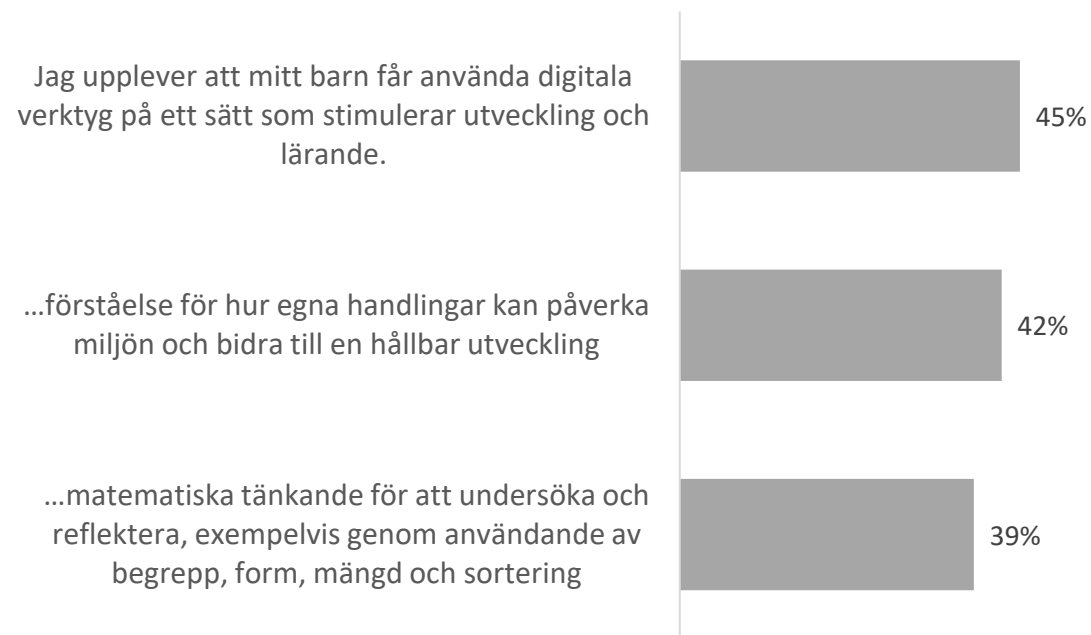 Jag upplever att mitt barn får använda digitala
verktyg på ett sätt som stimulerar utveckling och
lärande.
45%
…förståelse för hur egna handlingar kan påverka
miljön och bidra till en hållbar utveckling
42%
…matematiska tänkande för att undersöka och
reflektera, exempelvis genom användande av
begrepp, form, mängd och sortering
39%